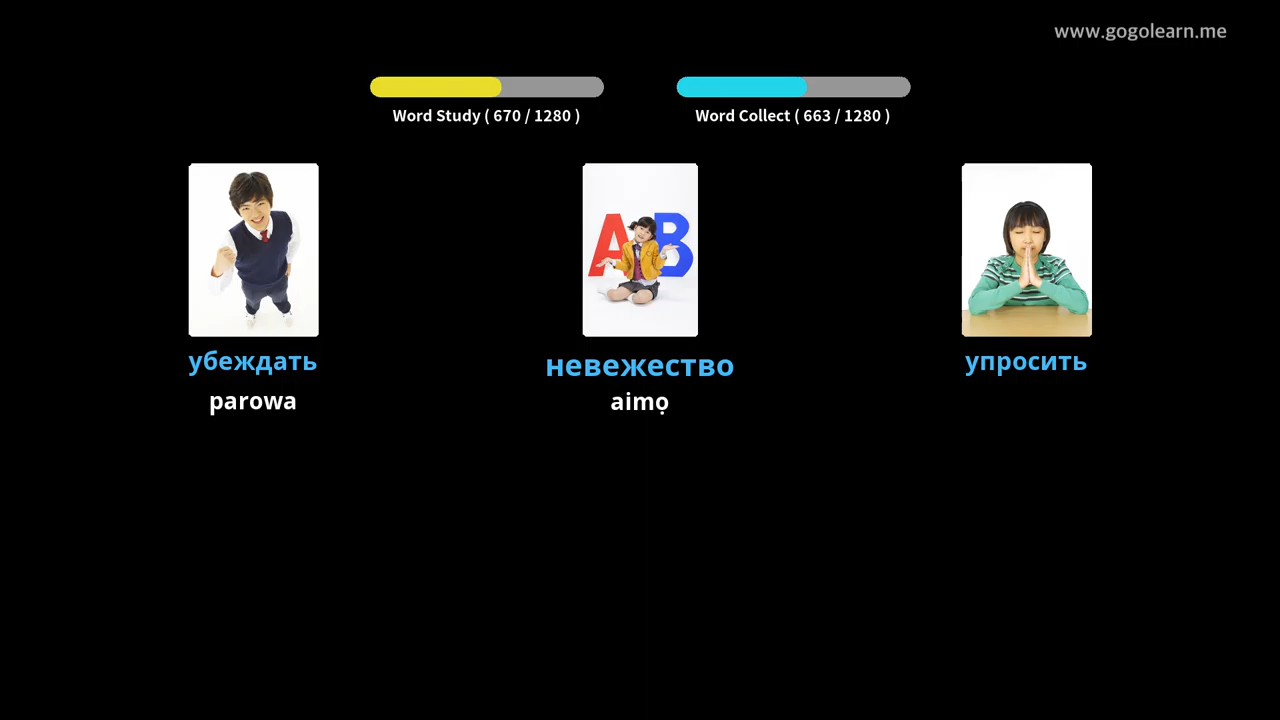 www.gogolearn.me
Word Study ( 670 / 1280 )
Word Collect ( 663 / 1280 )
A B
убеждать
невежество
упросить
parowa
aimọ